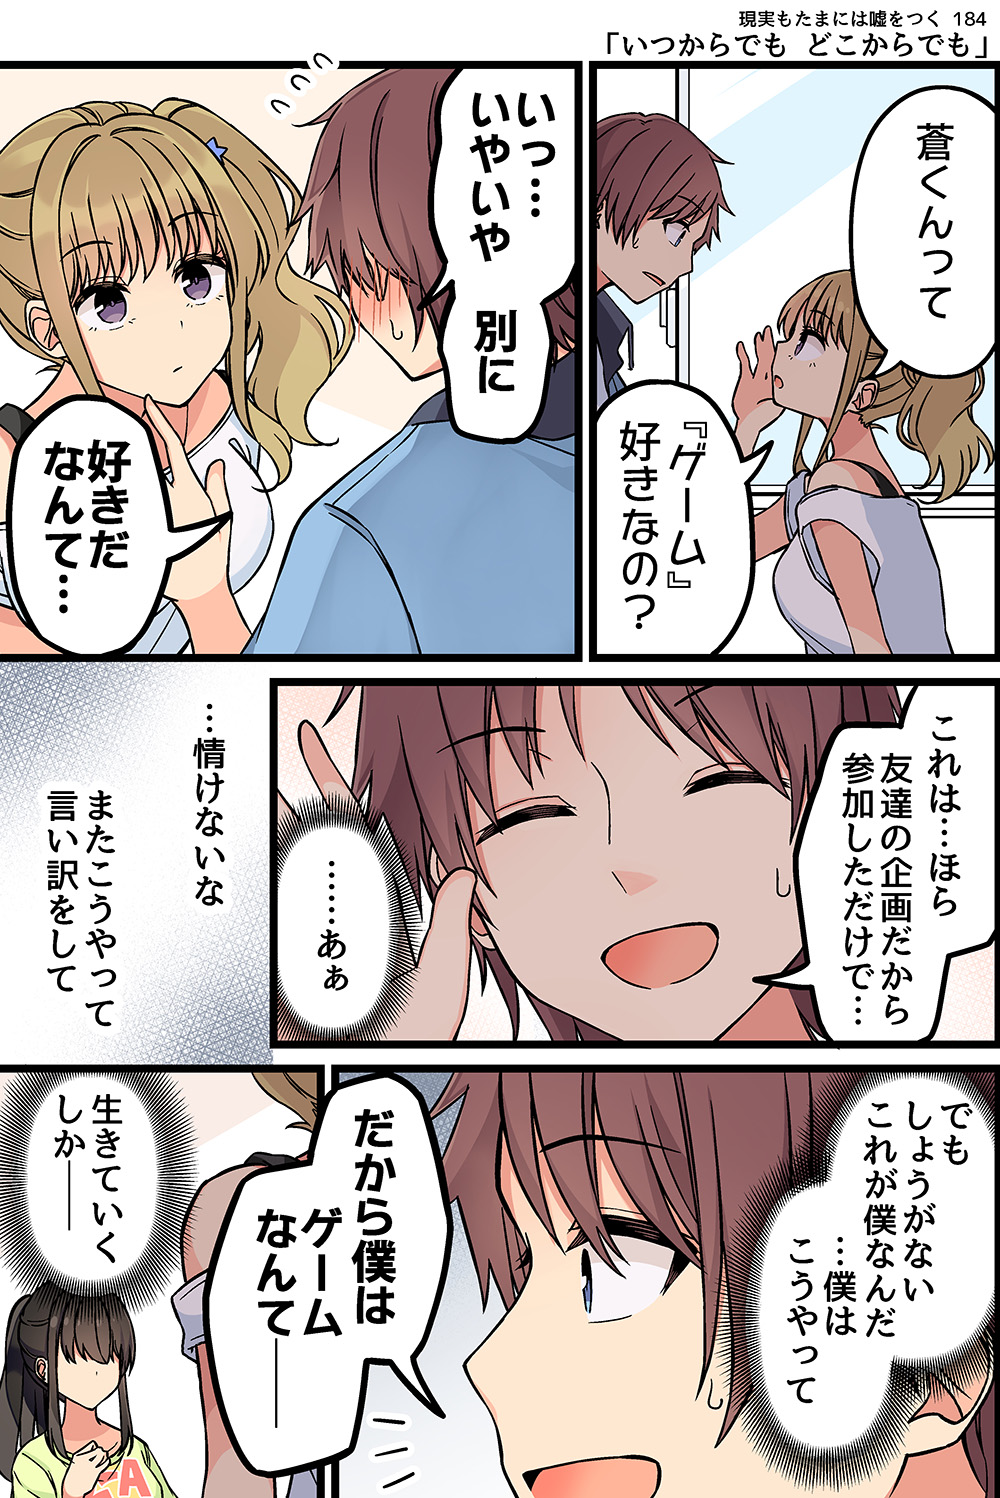 現実もたまには嘘をつく 184
「いつからでも どこからでも」
蒼くんって
『ゲーム』
好きなの？
いっ…
いやいや
別に
好きだ
なんて…
これは…ほら
友達の企画だから
参加しただけで…
……あぁ
…情けないな
またこうやって
言い訳をして
でも
しょうがない
これが僕なんだ
…僕は
こうやって
だから僕は
ゲーム
なんて――
生きていく
しか――
A